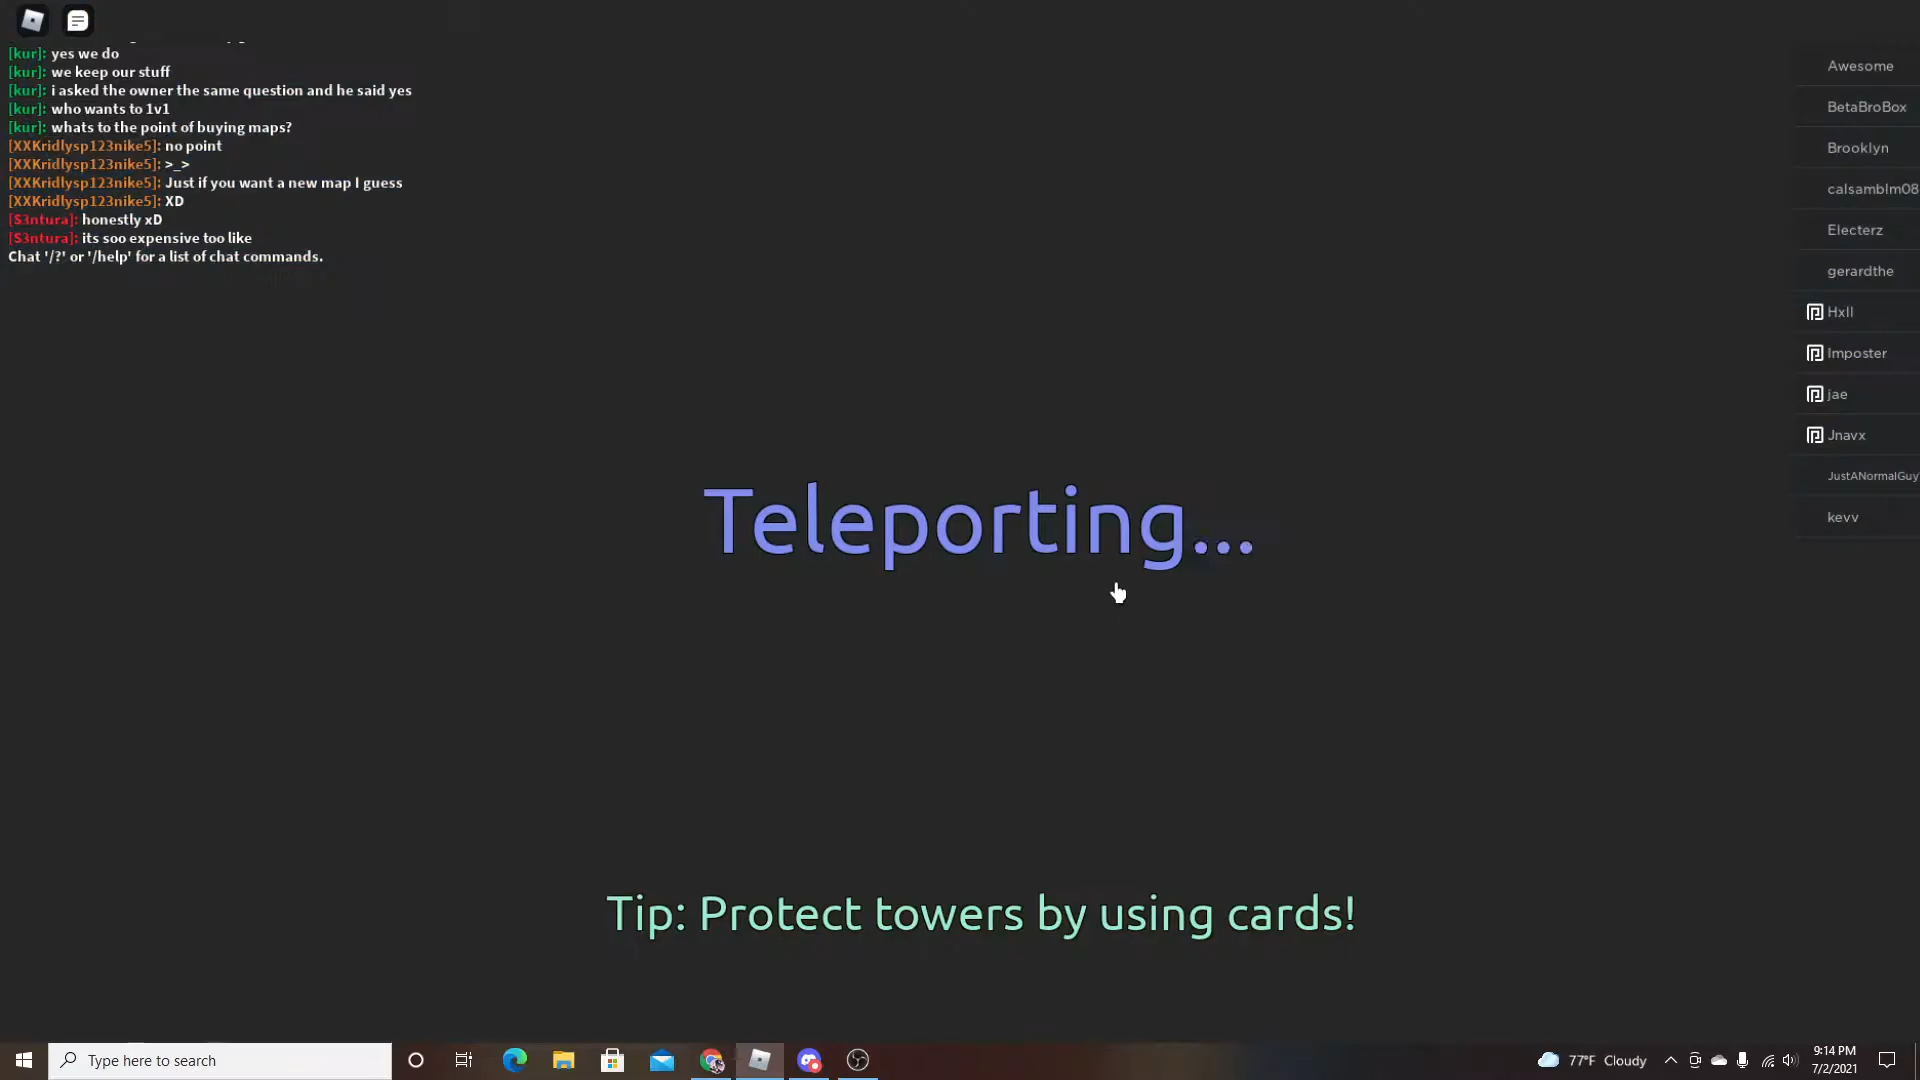 [kur]: yes we do
[kur]: we keep our stuff
[kur]: i asked the owner the same question and he said yes
[kur]: who wants to 1v1
[kur]: whats to the point of buying maps?
[XXKridlysp123nike5]: no point
[XXKridlysp123nike5]: >_>
[XXKridlysp123nike5]: Just if you want a new map I guess
[XXKridlysp123nike5]: XD
[S3ntura]: honestly xD
[S3ntura]: its soo expensive too like
Chat '/?' or '/help' for a list of chat commands.
Awesome
BetaBroBox
Brooklyn
calsamblm08
Electerz
gerardthe
Hxll
Imposter
jae
Jnavx
JustANormalGuy
kevv
Teleporting...
Tip: Protect towers by using cards!
Type here to search
77°F Cloudy
9:14 PM
7/2/2021